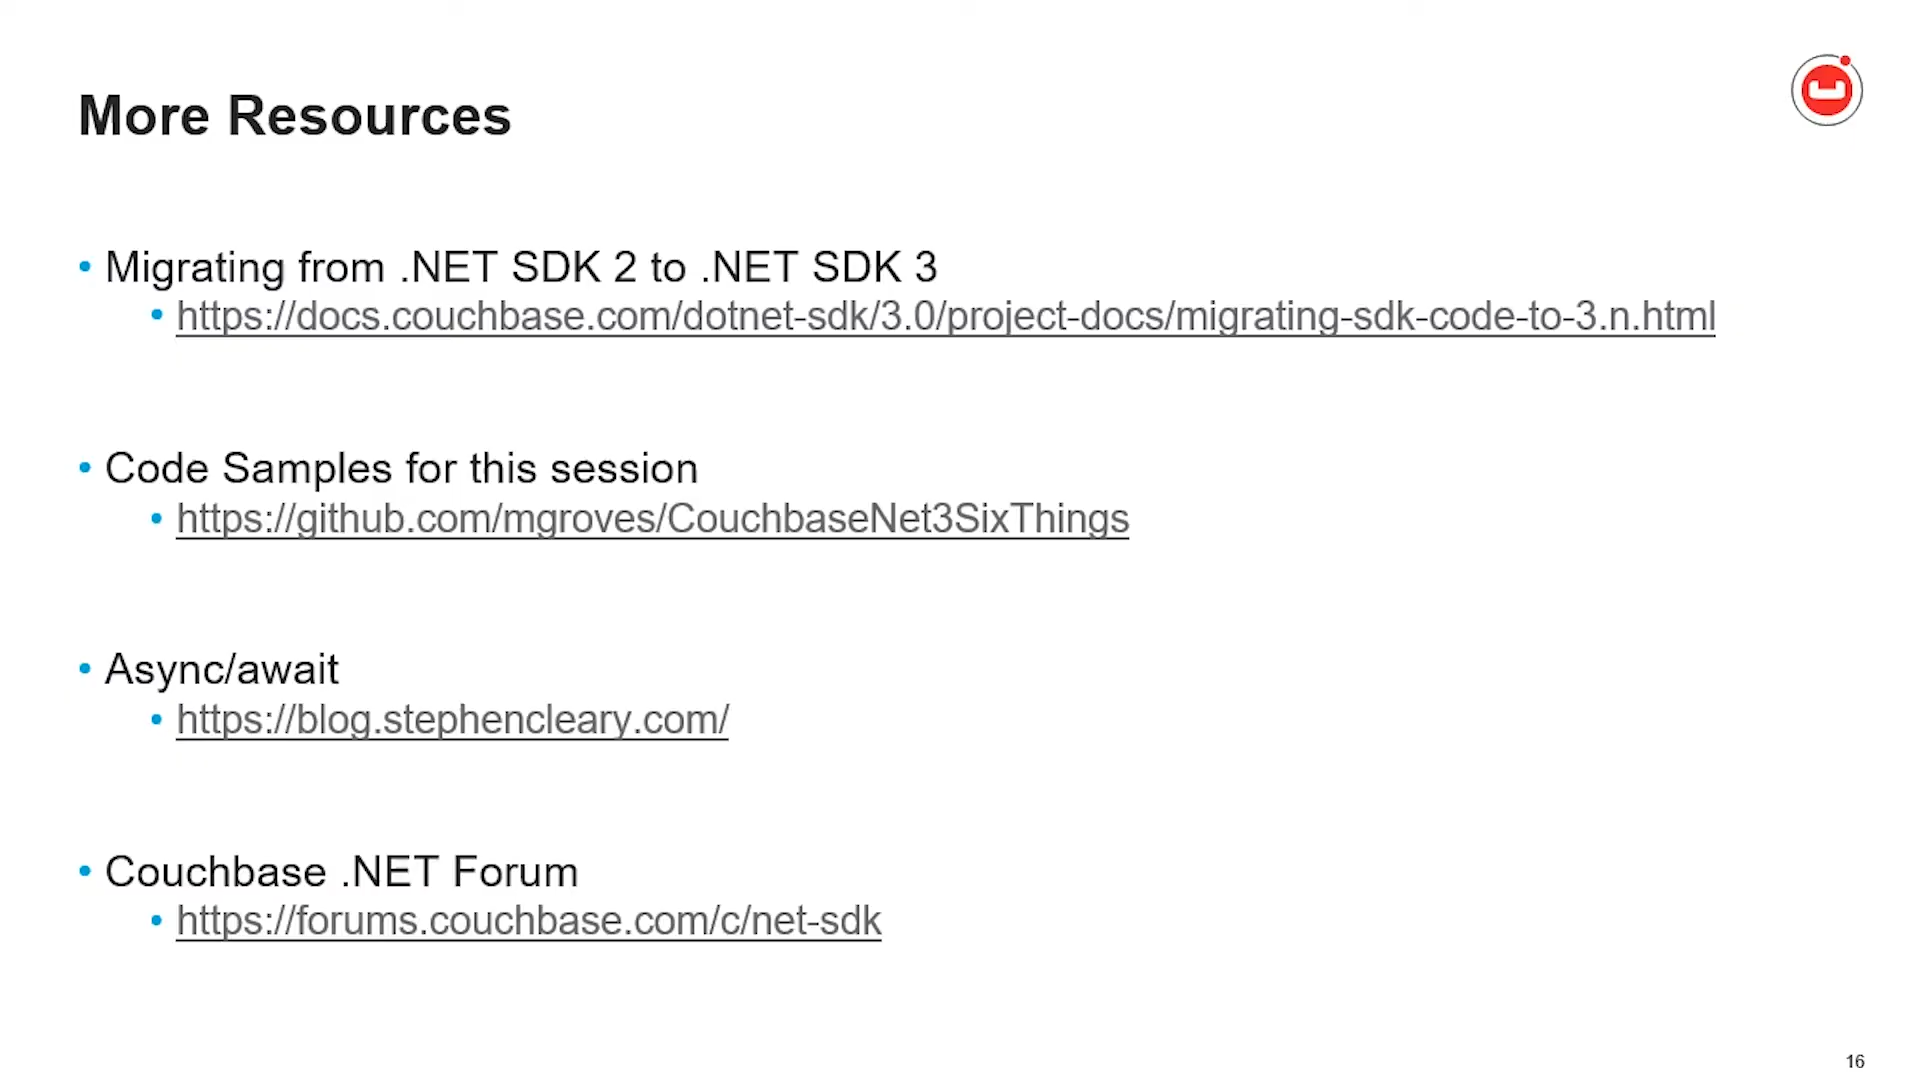 More Resources
• Migrating from .NET SDK 2 to .NET SDK 3
• https://docs.couchbase.com/dotnet-sdk/3.0/project-docs/migrating-sdk-code-to-3.n.html
• Code Samples for this session
• https://github.com/mgroves/CouchbaseNet3SixThings
• Async/await
• https://blog.stephencleary.com/
• Couchbase .NET Forum
• https://forums.couchbase.com/c/net-sdk
16